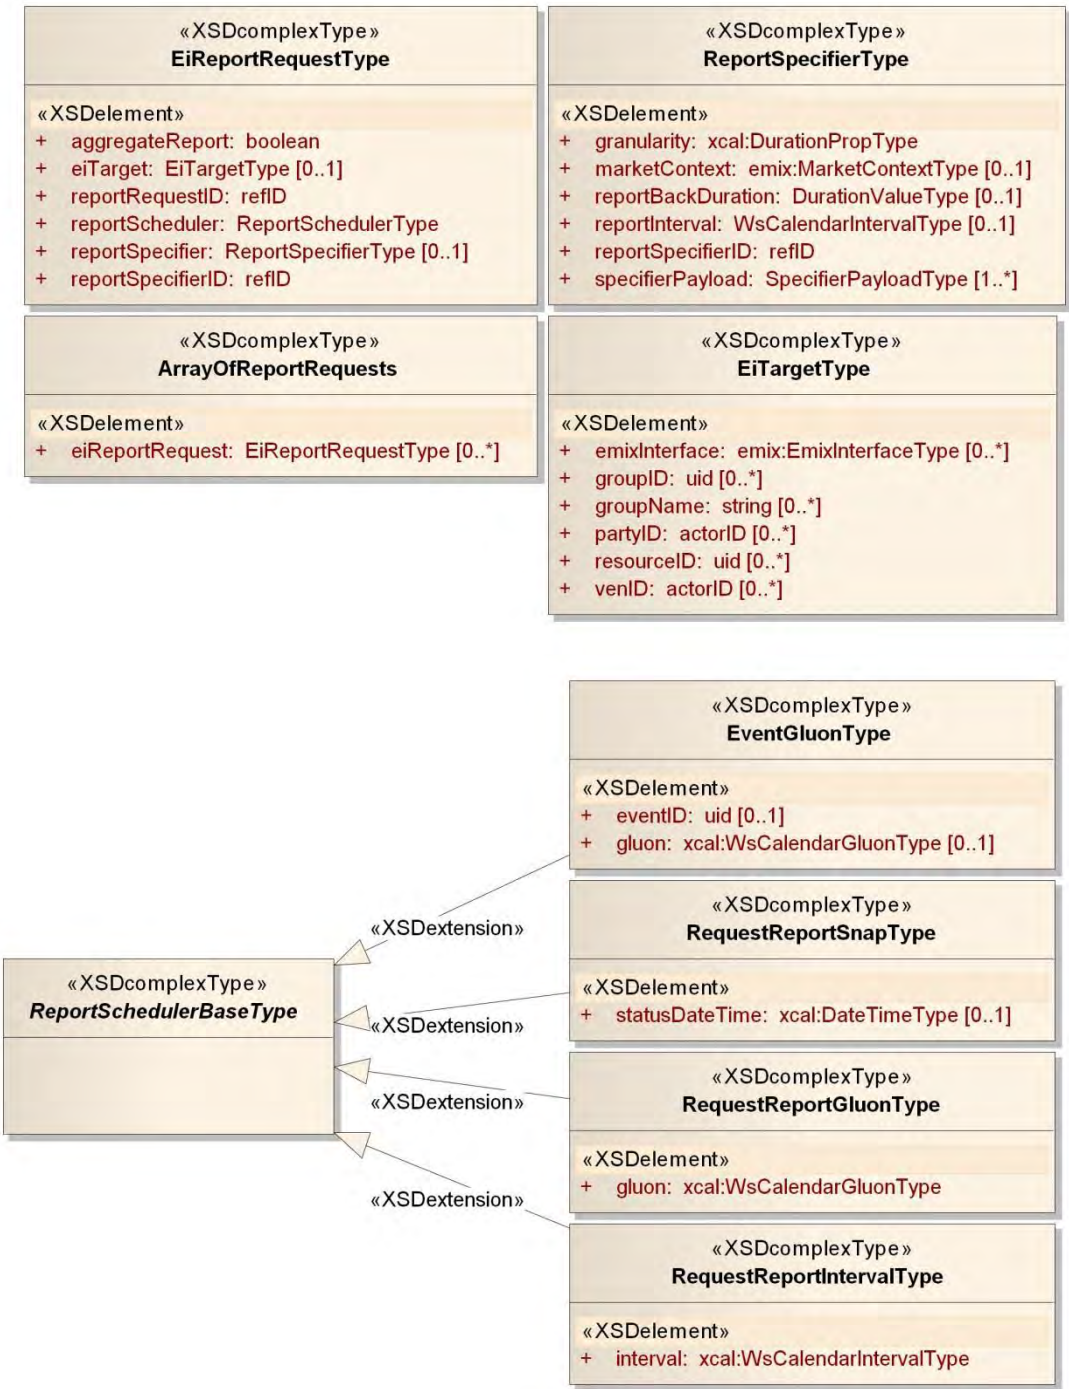 «XSDcomplexType»
EiReportRequestType
«XSDelement»
+ aggregateReport: boolean
+ eiTarget: EiTargetType [0..1]
+ reportRequestID: refID
+ reportScheduler: ReportSchedulerType
+ reportSpecifier: ReportSpecifierType [0..1]
+ reportSpecifierID: refID
«XSDcomplexType»
ReportSpecifierType
«XSDelement»
+ granularity: xcal:DurationPropType
+ marketContext: emix:MarketContextType [0..1]
+ reportBackDuration: DurationValueType [0..1]
+ reportInterval: WsCalendarIntervalType [0..1]
+ reportSpecifierID: refID
+ specifierPayload: SpecifierPayloadType [1..*]
«XSDcomplexType»
ArrayOfReportRequests
«XSDelement»
+ eiReportRequest: EiReportRequestType [0..*]
«XSDcomplexType»
EiTargetType
«XSDelement»
+ emixInterface: emix:EmixInterfaceType [0..*]
+ groupID: uid [0..*]
+ groupName: string [0..*]
+ partyID: actorID [0..*]
+ resourceID: uid [0..*]
+ venID: actorID [0..*]
«XSDcomplexType»
EventGluonType
«XSDelement»
+ eventID: uid [0..1]
+ gluon: xcal:WsCalendarGluonType [0..1]
«XSDextension»
«XSDcomplexType»
RequestReportSnapType
«XSDelement»
+ statusDateTime: xcal:DateTimeType [0..1]
«XSDextension»
«XSDcomplexType»
ReportSchedulerBaseType
«XSDcomplexType»
RequestReportGluonType
«XSDelement»
+ gluon: xcal:WsCalendarGluonType
«XSDextension»
«XSDextension»
«XSDcomplexType»
RequestReportIntervalType
«XSDelement»
+ interval: xcal:WsCalendarIntervalType